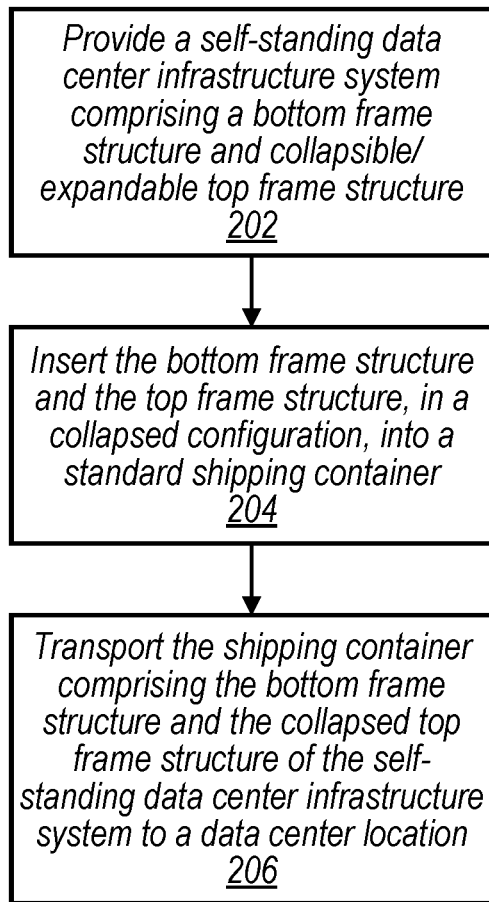 Provide a self-standing data
center infrastructure system
comprising a bottom frame
structure and collapsible/
expandable top frame structure
202
Insert the bottom frame structure
and the top frame structure, in a
collapsed configuration, into a
standard shipping container
204
Transport the shipping container
comprising the bottom frame
structure and the collapsed top
frame structure of the self-
standing data center infrastructure
system to a data center location
206